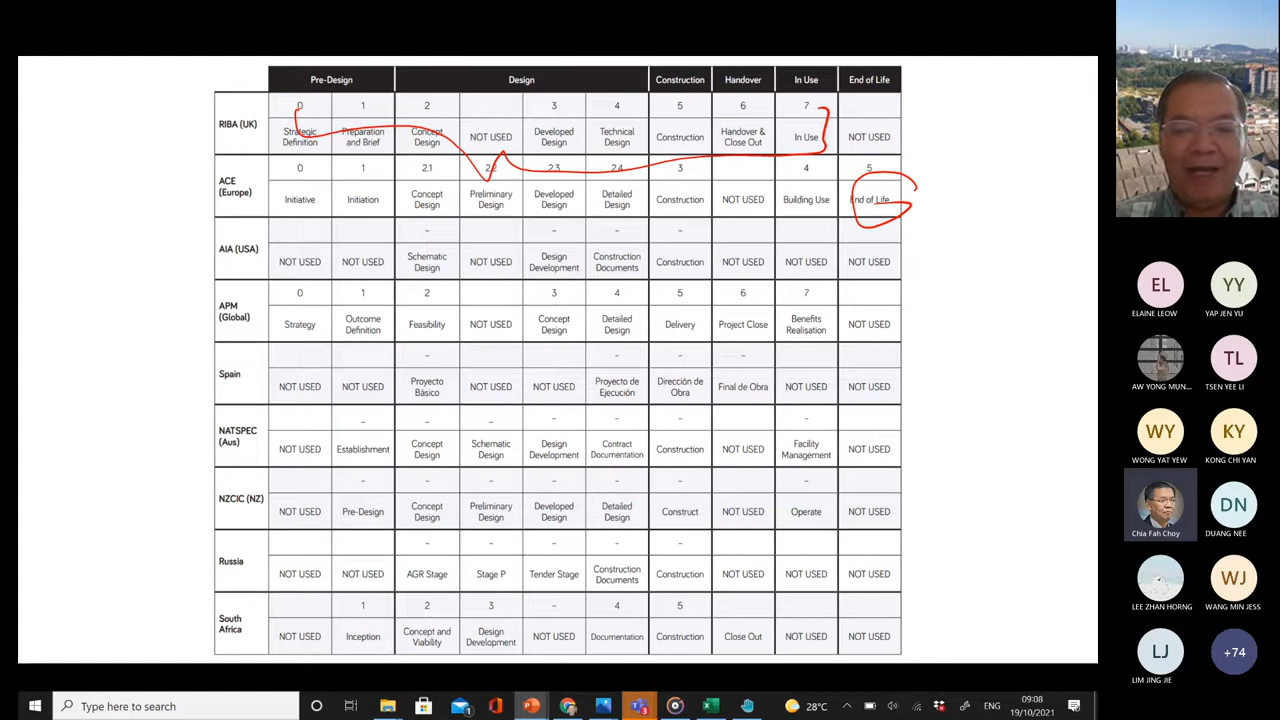 Pre-Design Design Construction Handover In Use End of Life
RIBA (UK)
0 1 2 3 4 5 6 7
Strategic Definition Preparation and Brief Concept Design NOT USED Developed Design Technical Design Construction Handover & Close Out In Use NOT USED
ACE (Europe)
0 1 2.1 2.2 2.3 2.4 3 4 5
Initiative Initiation Concept Design Preliminary Design Developed Design Detailed Design Construction NOT USED Building Use End of Life
AIA (USA)
- - - -
NOT USED NOT USED Schematic Design NOT USED Design Development Construction Documents Construction NOT USED NOT USED NOT USED
APM (Global)
0 1 2 3 4 5 6 7
Strategy Outcome Definition Feasibility NOT USED Concept Design Detailed Design Delivery Project Close Benefits Realisation NOT USED
Spain
- - - -
NOT USED NOT USED Proyecto Básico NOT USED NOT USED Proyecto de Ejecución Dirección de Obra Final de Obra NOT USED NOT USED
NATSPEC (Aus)
- - - - - - -
NOT USED Establishment Concept Design Schematic Design Design Development Contract Documentation Construction NOT USED Facility Management NOT USED
NZCIC (NZ)
- - - - - - -
NOT USED Pre-Design Concept Design Preliminary Design Developed Design Detailed Design Construct NOT USED Operate NOT USED
Russia
- - - - -
NOT USED NOT USED AGR Stage Stage P Tender Stage Construction Documents Construction NOT USED NOT USED NOT USED
South Africa
1 2 3 - 4 5
NOT USED Inception Concept and Viability Design Development NOT USED Documentation Construction Close Out NOT USED NOT USED
EL YY
ELAINE LEOW YAP JEN YU
TL
AW YONG MUN... TSEN YEE LI
WY KY
WONG YAT YEW KONG CHI YAN
DN
Chia Fah Choy DUANG NEE
WJ
LEE ZHAN HORNG WANG MIN JESS
LJ +74
LIM JING JIE
Type here to search
28°C ENG 09:08
19/10/2021